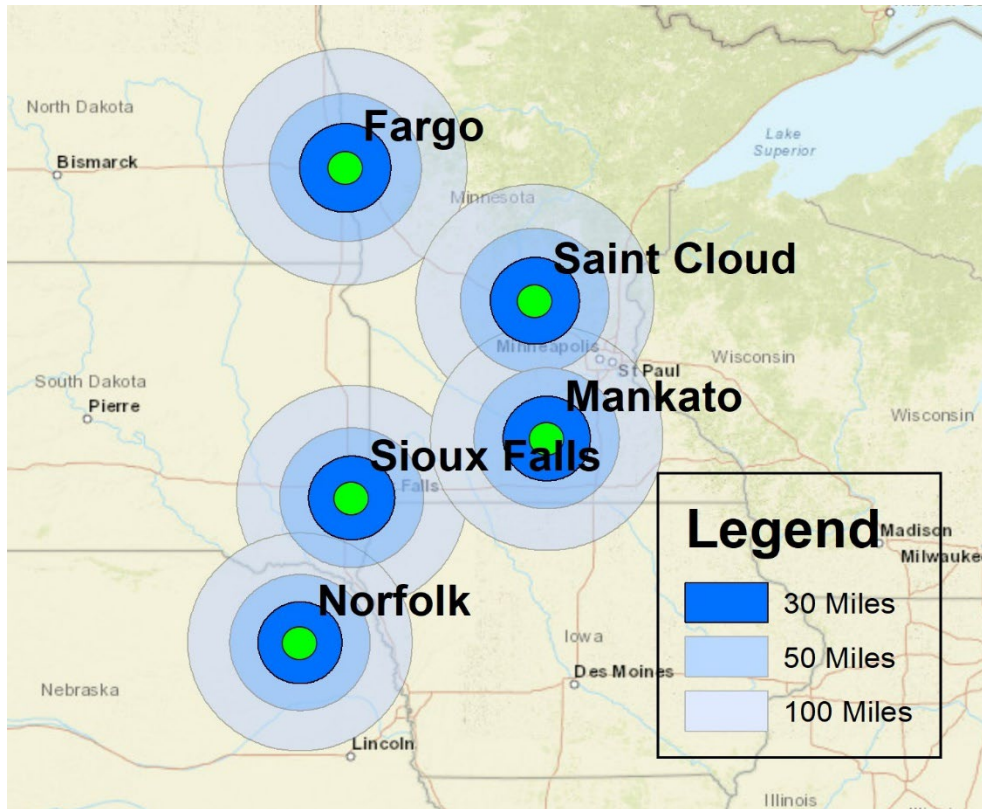 North Dakota
Bismarck
Fargo
Minnesota
Lake
Superior
Saint Cloud
Minneapolis
St Paul
Wisconsin
Mankato
South Dakota
Pierre
Wisconsin
Sioux Falls
Falls
Legend
Madison
Milwauke
30 Miles
Norfolk
Iowa
50 Miles
Des Moines
Nebraska
100 Miles
Lincoln
Illinois